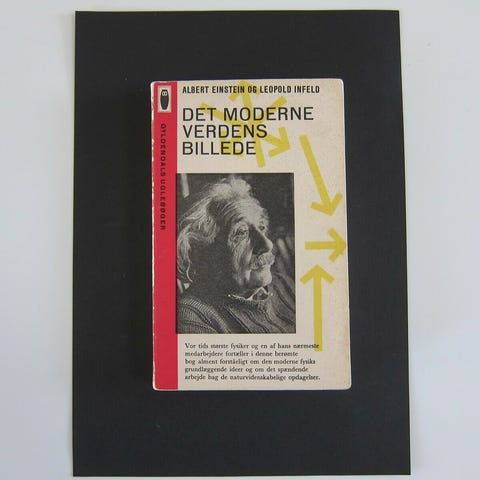 ALBERT EINSTEIN OG LEOPOLD INFELD
DET MODERNE
VERDENS
BILLEDE
GYLDENDALS UGLEBØGER
Vor tids største fysiker og en af hans nærmeste
medarbejdere fortæller i denne berømte
bog alment forståeligt om den moderne fysiks
grundlæggende ideer og om det spændende
arbejde bag de naturvidenskabelige opdagelser.